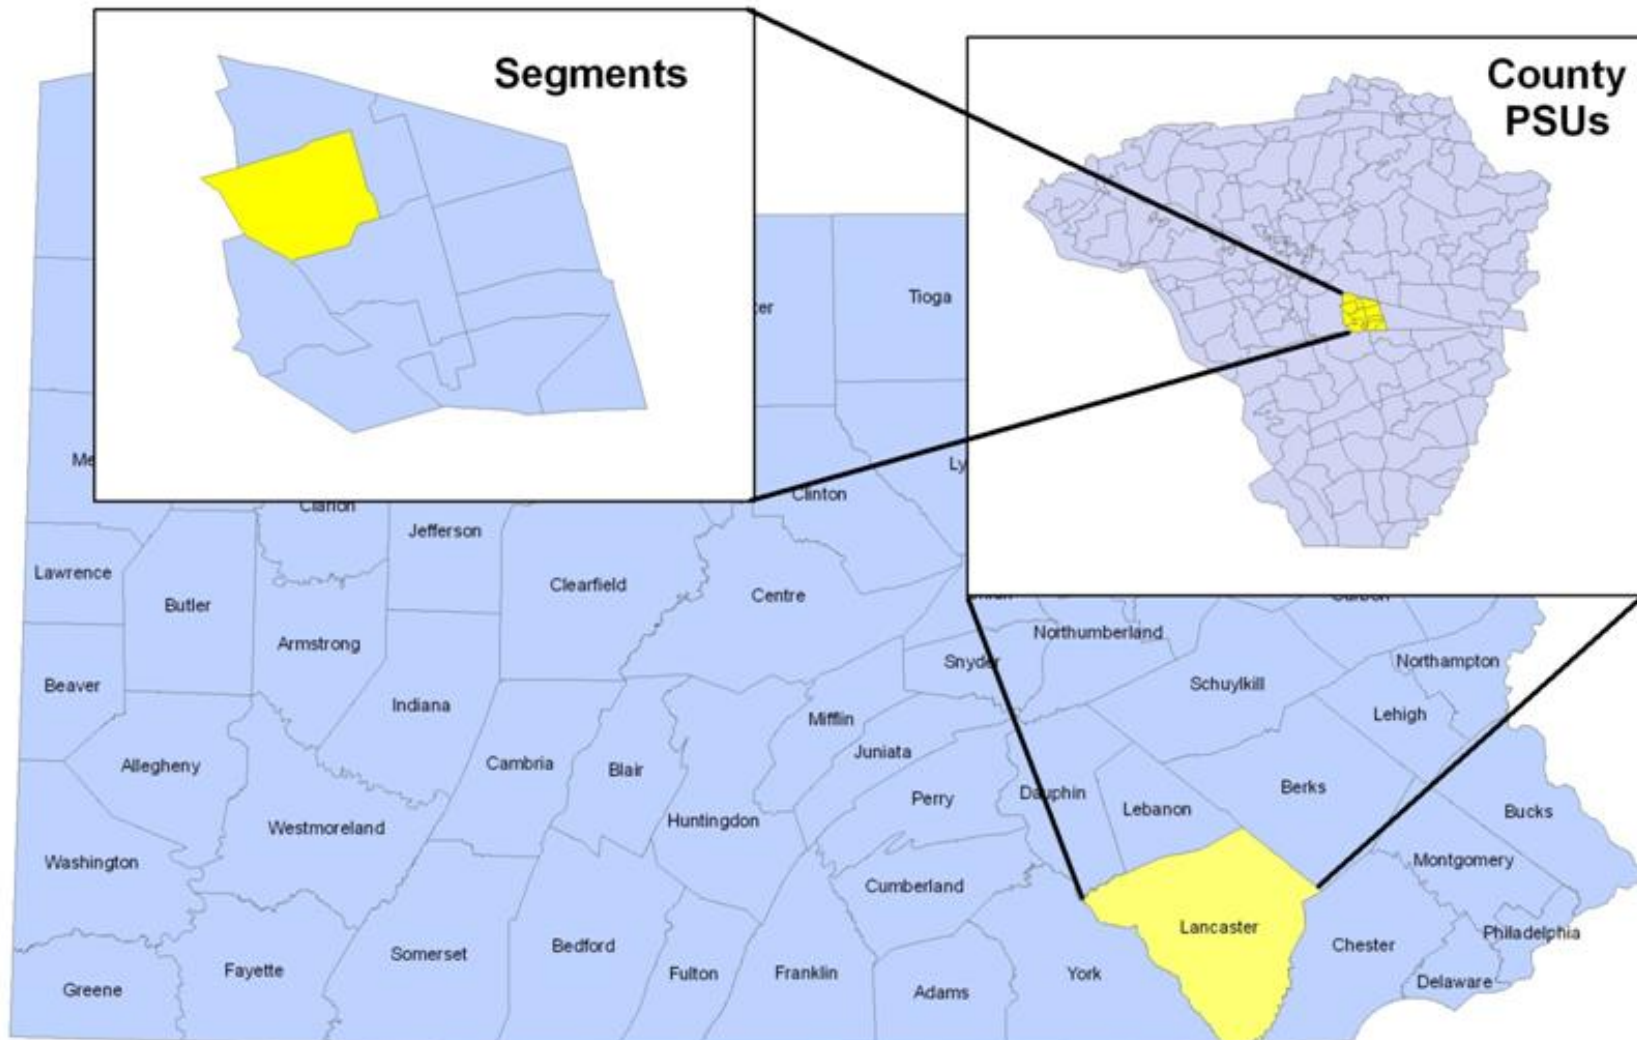 Segments
County
PSUs
Tioga
Clinton
Clarion
Jefferson
Lawrence
Clearfield
Centre
Butler
Armstrong
Northumberland
Snyder
Northampton
Beaver
Schuylkill
Indiana
Lehigh
Mifflin
Juniata
Allegheny
Cambria
Blair
Dauphin
Berks
Perry
Lebanon
Bucks
Huntingdon
Westmoreland
Washington
Montgomery
Cumberland
Lancaster
Philadelphia
Chester
Bedford
Somerset
Fayette
Fulton
Franklin
York
Delaware
Greene
Adams